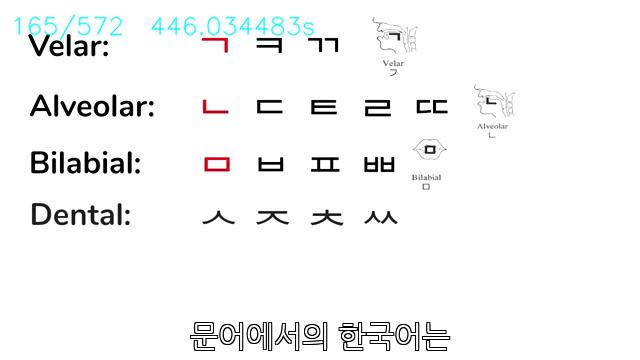 165/572 446.034483s
Velar: ㄱ ㅋ ㄲ
Velar
ㄱ
Alveolar: ㄴ ㄷ ㅌ ㄹ ㄸ
Alveolar
ㄴ
Bilabial: ㅁ ㅂ ㅍ ㅃ
Bilabial
ㅁ
Dental: ㅅ ㅈ ㅊ ㅆ
문어에서의 한국어는